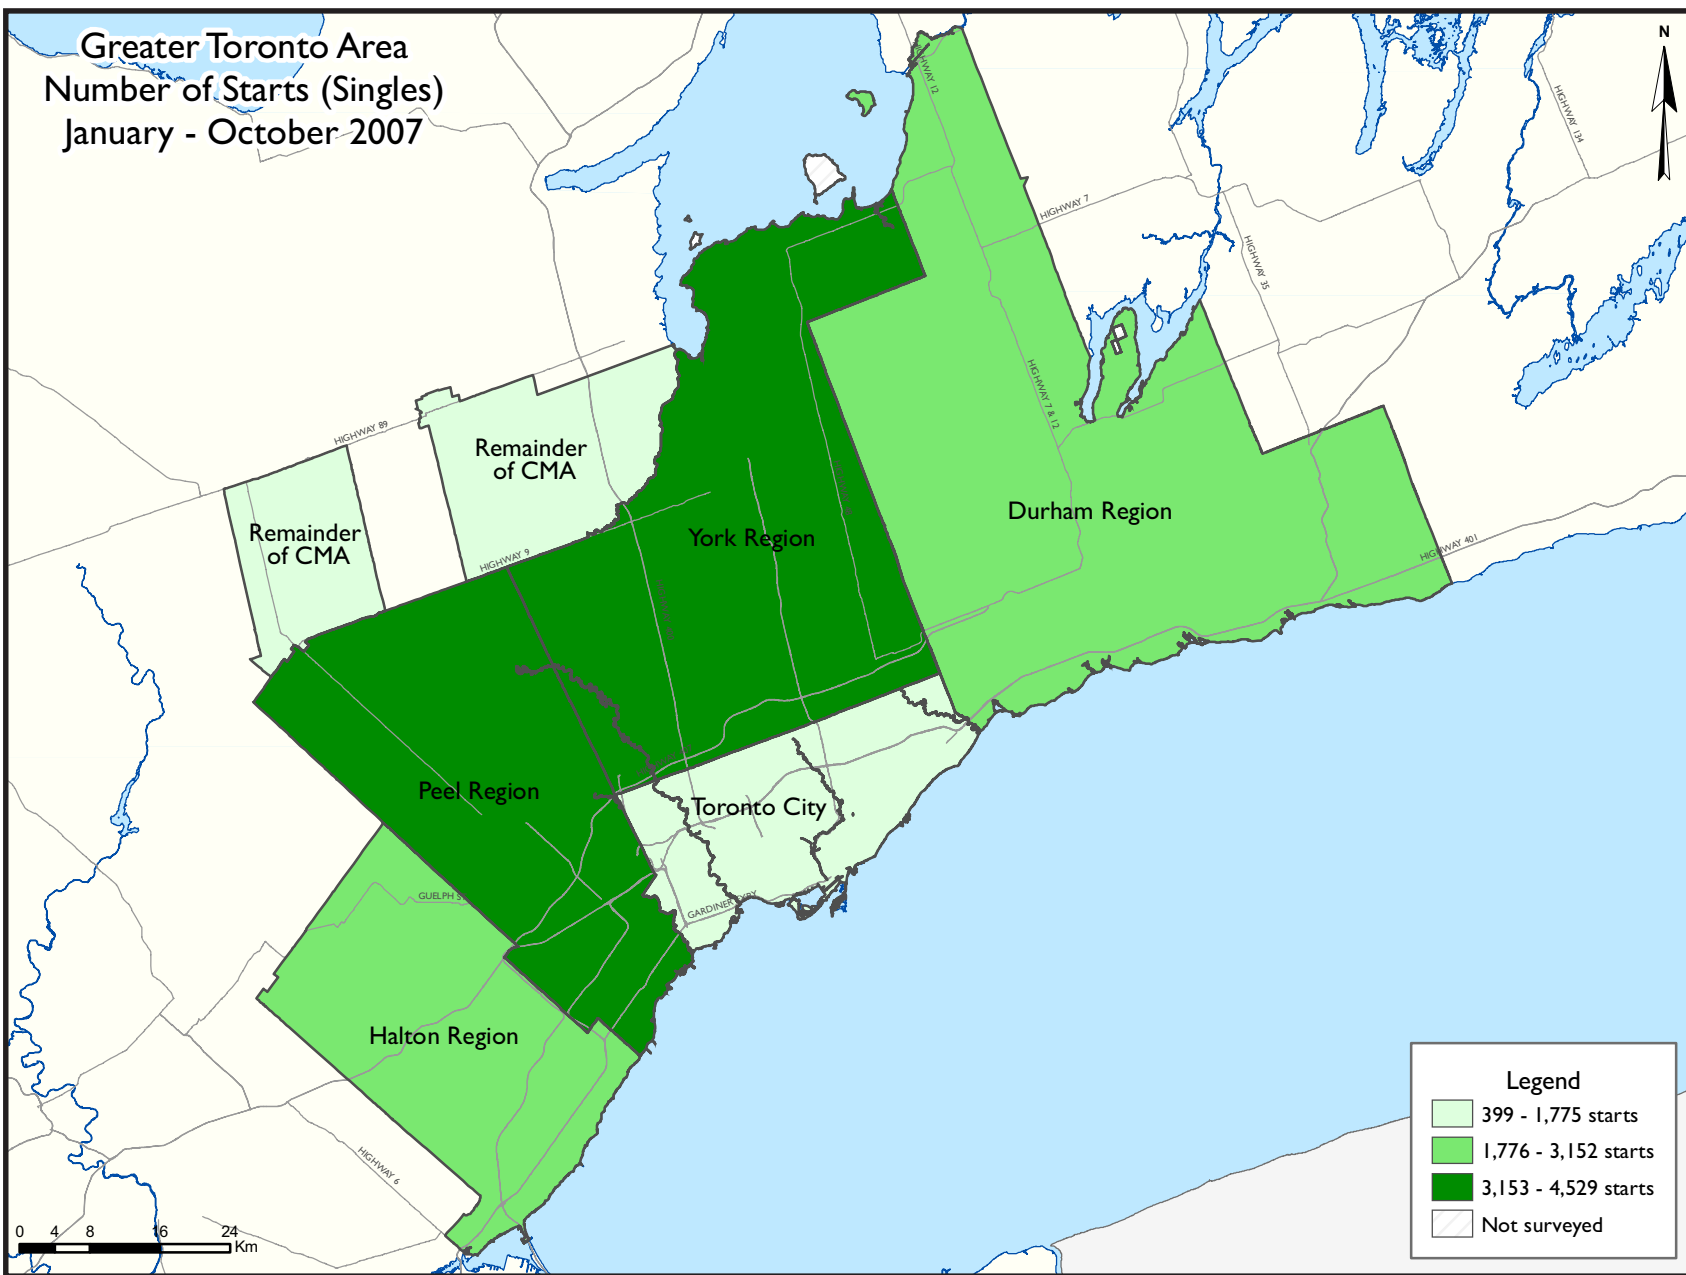 Greater Toronto Area
Number of Starts (Singles)
January - October 2007
N
HIGHWAY 12
HIGHWAY 134
HIGHWAY 7
HIGHWAY 35
HIGHWAY 7 & 12
HIGHWAY 89
Remainder
of CMA
Remainder
of CMA
HIGHWAY 9
York Region
Durham Region
HIGHWAY 401
Peel Region
Toronto City
GUELPH
GARDINER
Halton Region
HIGHWAY 6
Legend
399 - 1,775 starts
1,776 - 3,152 starts
3,153 - 4,529 starts
Not surveyed
0 4 8 16 24
Km